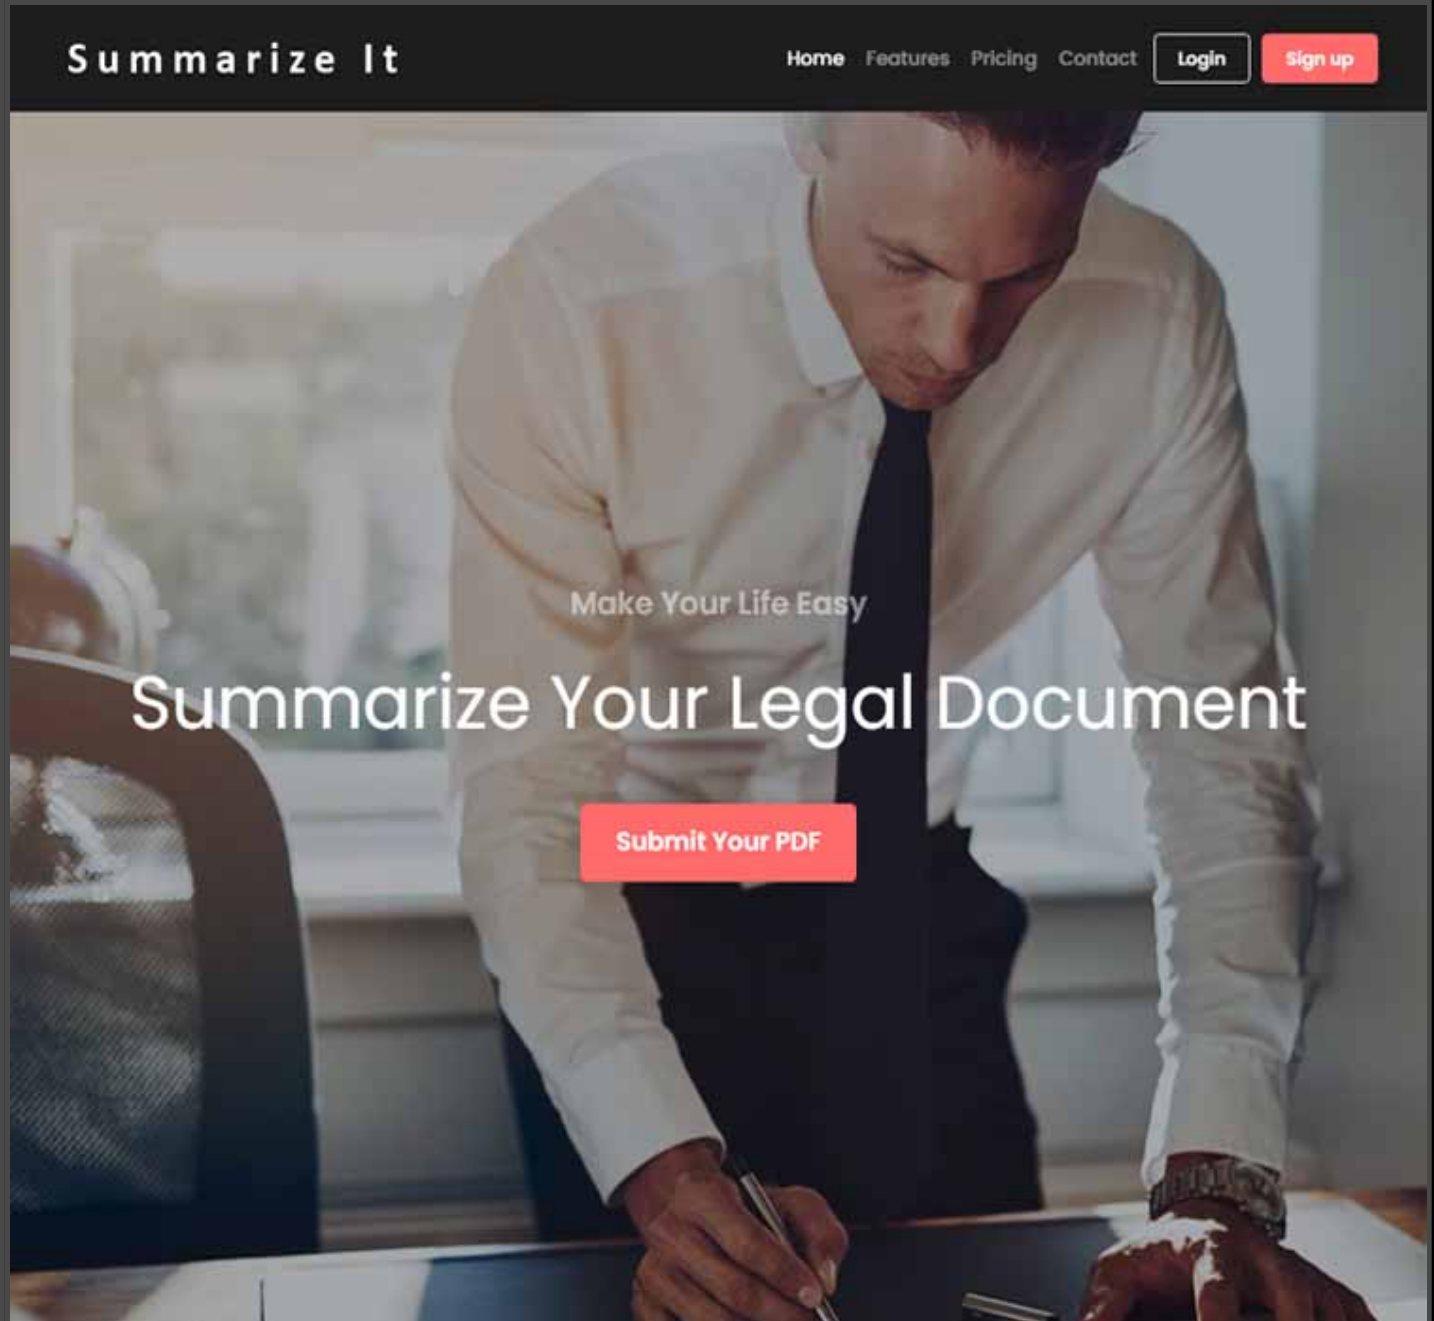 Summarize It
Home Features Pricing Contact Login Sign up
Make Your Life Easy
Summarize Your Legal Document
Submit Your PDF